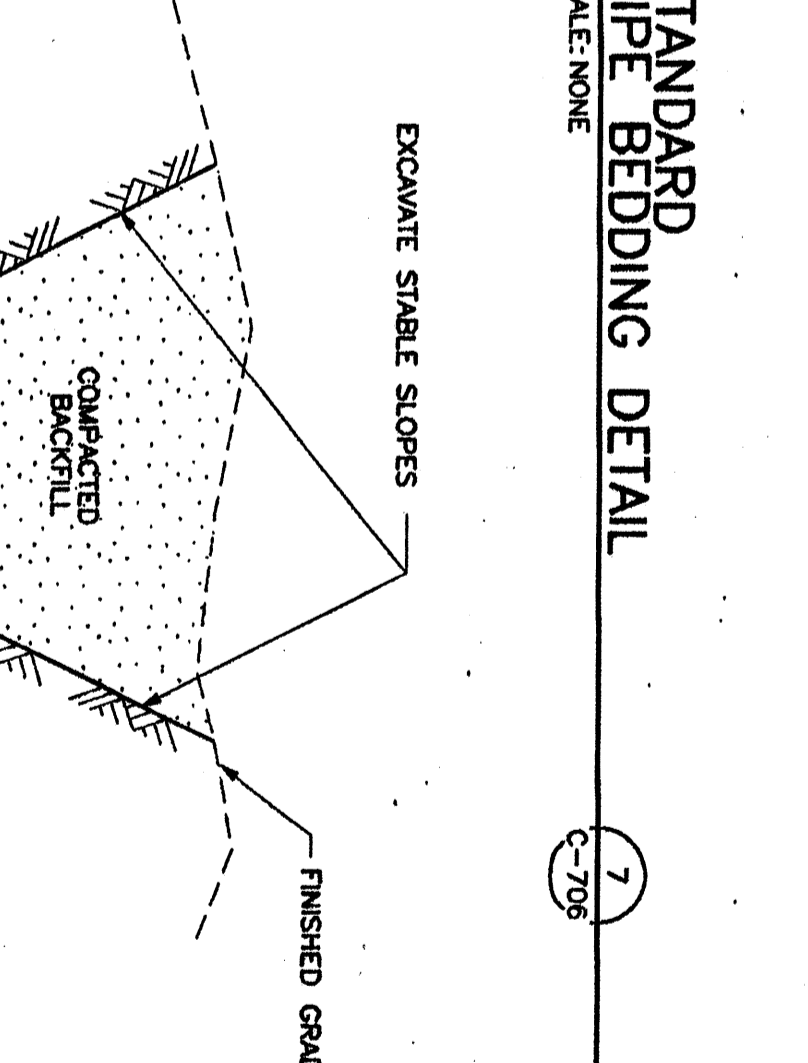 TANDARD
IPE BEDDING DETAIL
ALE: NONE
7
C-706
EXCAVATE STABLE SLOPES
FINISHED GRA
COMPACTED
BACKFILL